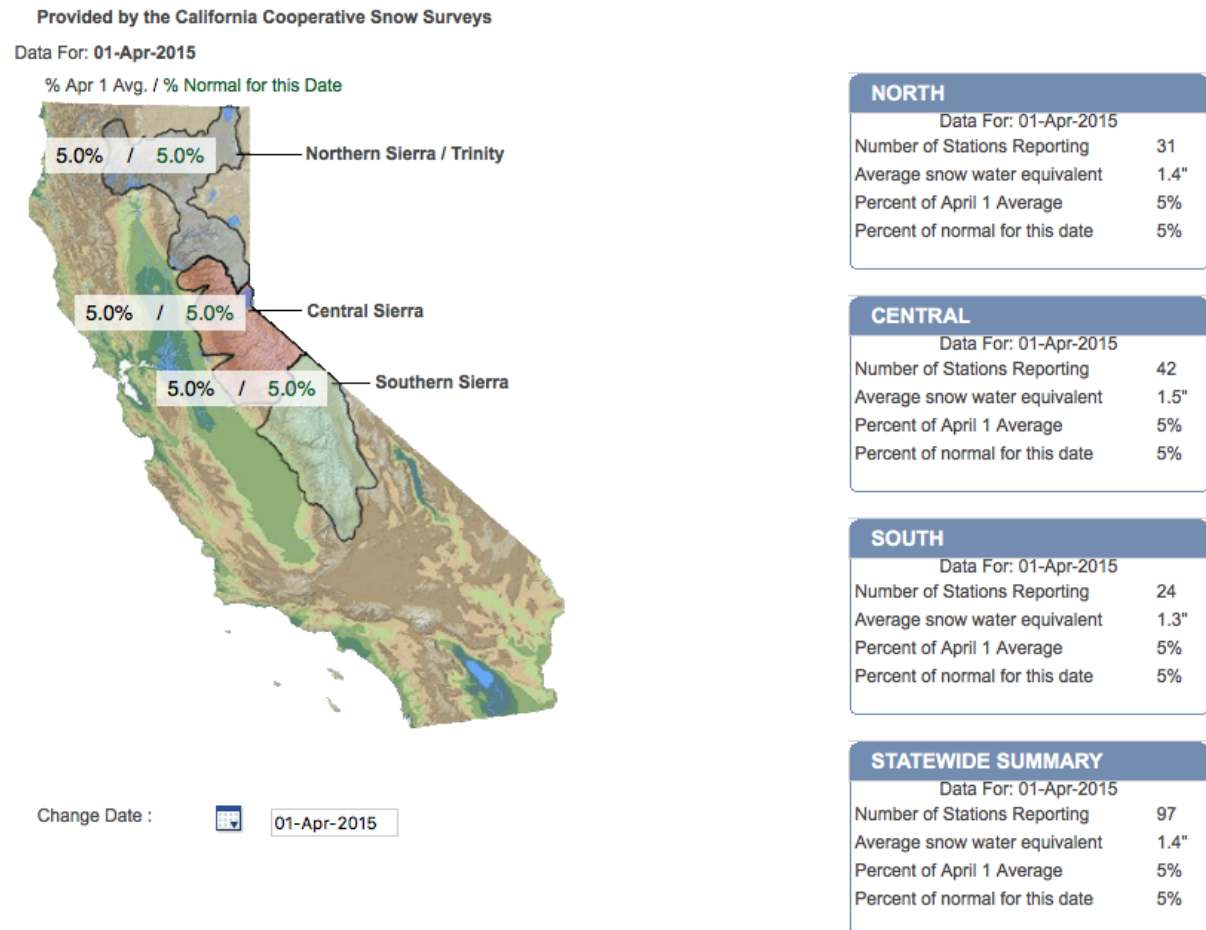 Provided by the California Cooperative Snow Surveys
Data For: 01-Apr-2015
% Apr 1 Avg. / % Normal for this Date
5.0% / 5.0%
Northern Sierra / Trinity
5.0% / 5.0%
Central Sierra
5.0% / 5.0%
Southern Sierra
Change Date :
01-Apr-2015
NORTH
Data For: 01-Apr-2015
Number of Stations Reporting 31
Average snow water equivalent 1.4"
Percent of April 1 Average 5%
Percent of normal for this date 5%
CENTRAL
Data For: 01-Apr-2015
Number of Stations Reporting 42
Average snow water equivalent 1.5"
Percent of April 1 Average 5%
Percent of normal for this date 5%
SOUTH
Data For: 01-Apr-2015
Number of Stations Reporting 24
Average snow water equivalent 1.3"
Percent of April 1 Average 5%
Percent of normal for this date 5%
STATEWIDE SUMMARY
Data For: 01-Apr-2015
Number of Stations Reporting 97
Average snow water equivalent 1.4"
Percent of April 1 Average 5%
Percent of normal for this date 5%